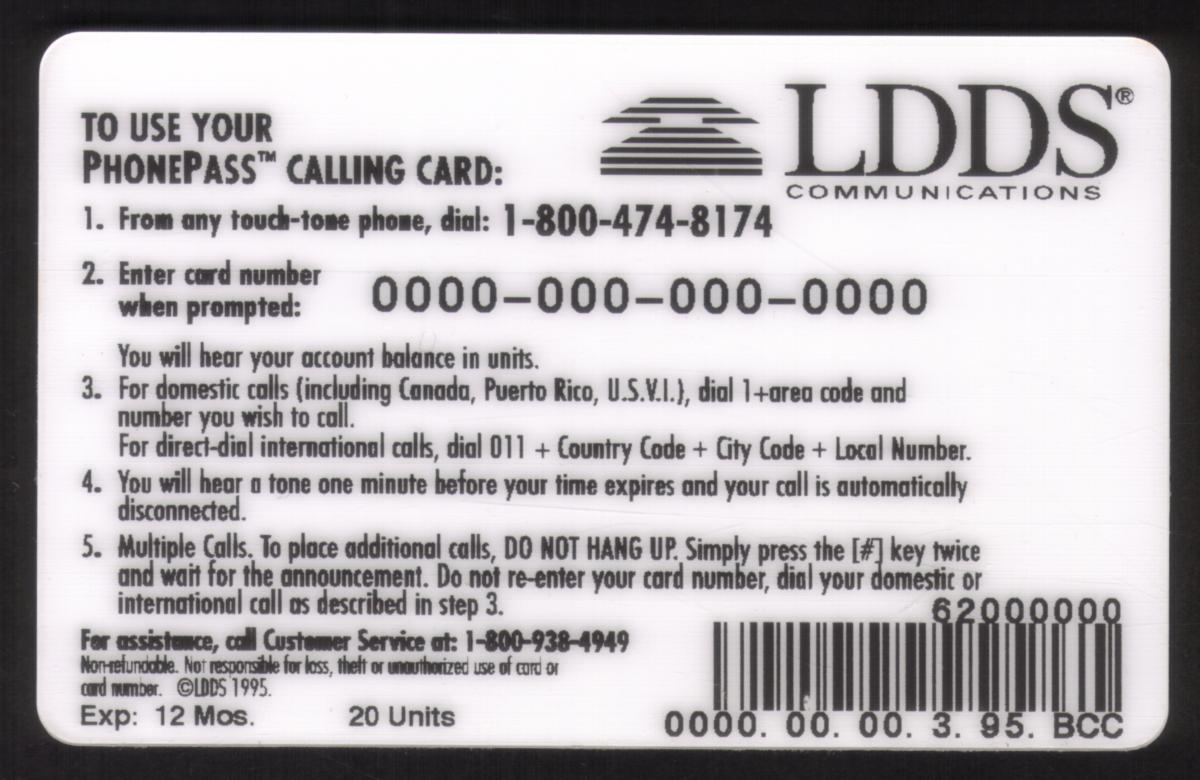 LDDS®
COMMUNICATIONS
TO USE YOUR
PHONEPASS™ CALLING CARD:
1. From any touch-tone phone, dial: 1-800-474-8174
2. Enter card number
when prompted: 0000-000-000-0000
You will hear your account balance in units.
3. For domestic calls (including Canada, Puerto Rico, U.S.V.I.), dial 1+area code and
number you wish to call.
For direct-dial international calls, dial 011 + Country Code + City Code + Local Number.
4. You will hear a tone one minute before your time expires and your call is automatically
disconnected.
5. Multiple Calls. To place additional calls, DO NOT HANG UP. Simply press the [#] key twice
and wait for the announcement. Do not re-enter your card number, dial your domestic or
international call as described in step 3.
62000000
For assistance, call Customer Service at: 1-800-938-4949
Non-refundable. Not responsible for loss, theft or unauthorized use of card or
card number. ©LDDS 1995.
Exp: 12 Mos. 20 Units
0000. 00. 00. 3. 95. BCC